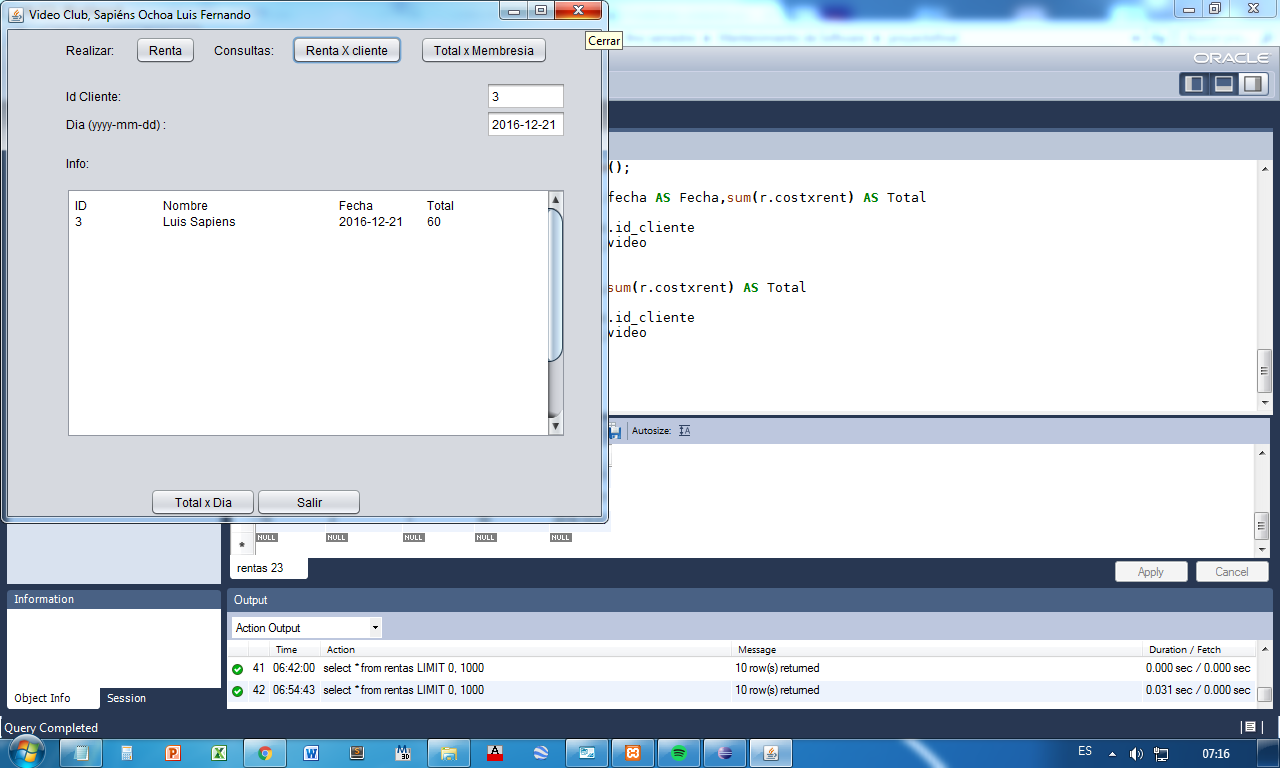 Video Club, Sapiéns Ochoa Luis Fernando
Realizar: Renta Consultas: Renta X cliente Total x Membresia
Cerrar
ORACLE
Id Cliente: 3
Dia (yyyy-mm-dd) : 2016-12-21
Info:
ID Nombre Fecha Total
3 Luis Sapiens 2016-12-21 60
Total x Dia Salir
();
fecha AS Fecha,sum(r.costxrent) AS Total
.id_cliente
video
sum(r.costxrent) AS Total
.id_cliente
video
Autosize:
NULL NULL NULL NULL NULL
rentas 23
Apply Cancel
Information
Object Info Session
Output
Action Output
Time Action Message Duration / Fetch
41 06:42:00 select * from rentas LIMIT 0, 1000 10 row(s) returned 0.000 sec / 0.000 sec
42 06:54:43 select * from rentas LIMIT 0, 1000 10 row(s) returned 0.031 sec / 0.000 sec
Query Completed
ES 07:16